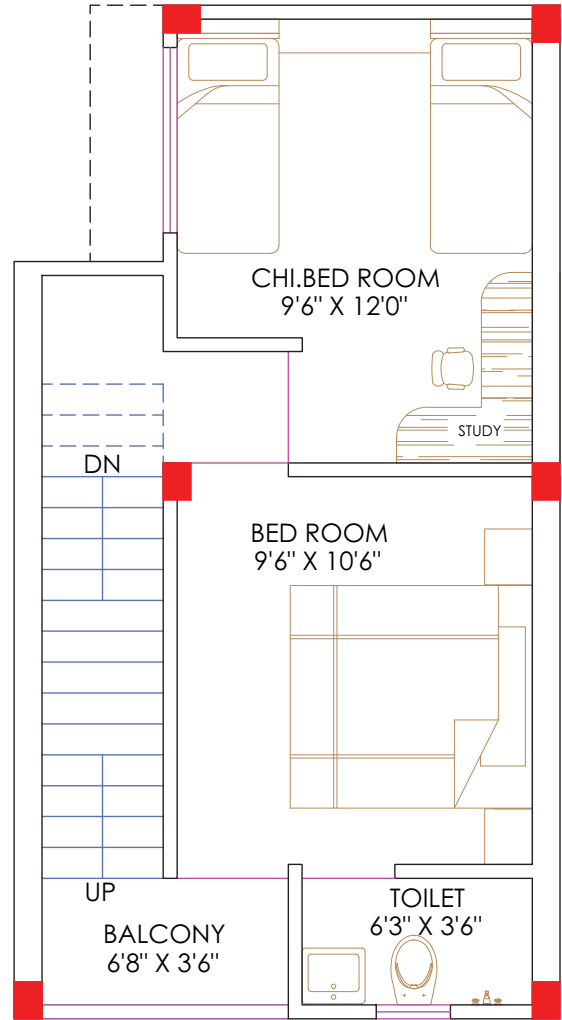 CHI.BED ROOM
9'6" X 12'0"
STUDY
DN
BED ROOM
9'6" X 10'6"
UP
BALCONY
6'8" X 3'6"
TOILET
6'3" X 3'6"